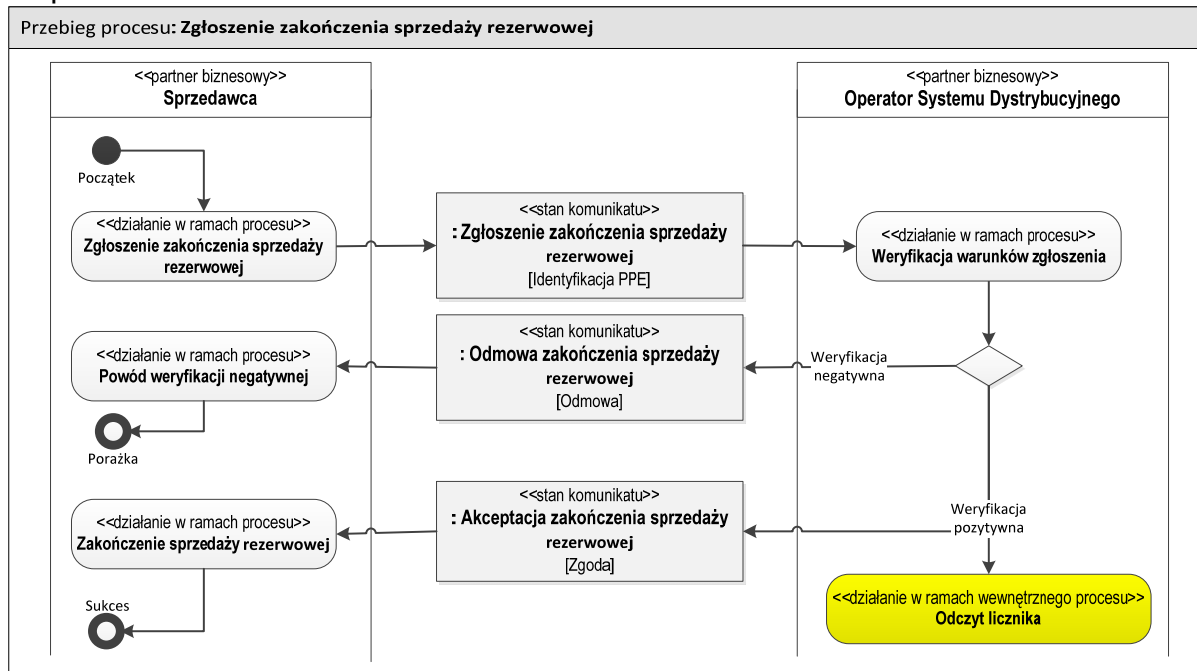 Przebieg procesu: Zgłoszenie zakończenia sprzedaży rezerwowej
<<partner biznesowy>>
Sprzedawca
<<partner biznesowy>>
Operator Systemu Dystrybucyjnego
Początek
<<działanie w ramach procesu>>
Zgłoszenie zakończenia sprzedaży
rezerwowej
<<stan komunikatu>>
: Zgłoszenie zakończenia sprzedaży
rezerwowej
[Identyfikacja PPE]
<<działanie w ramach procesu>>
Weryfikacja warunków zgłoszenia
<<działanie w ramach procesu>>
Powód weryfikacji negatywnej
<<stan komunikatu>>
: Odmowa zakończenia sprzedaży
rezerwowej
[Odmowa]
Weryfikacja
negatywna
Porażka
<<działanie w ramach procesu>>
Zakończenie sprzedaży rezerwowej
<<stan komunikatu>>
: Akceptacja zakończenia sprzedaży
rezerwowej
[Zgoda]
Weryfikacja
pozytywna
Sukces
<<działanie w ramach wewnętrznego procesu>>
Odczyt licznika